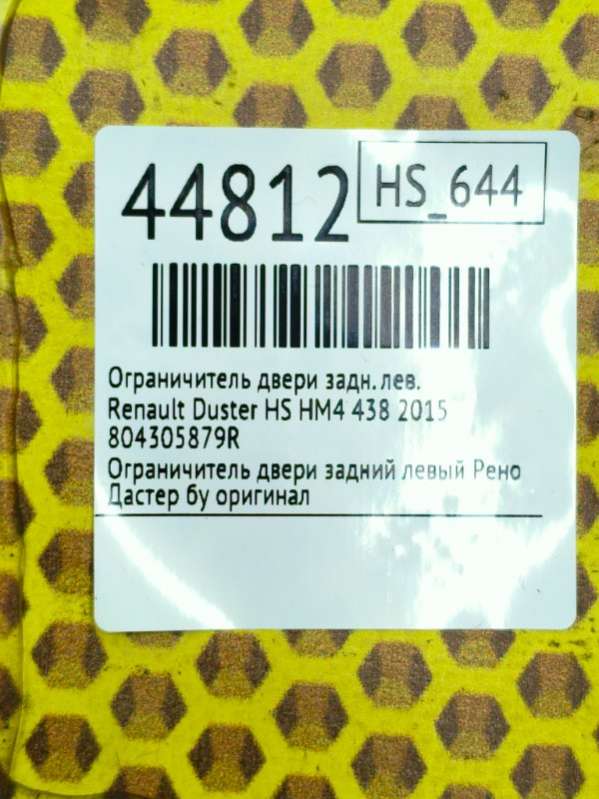 44812
HS_644
Ограничитель двери задн. лев.
Renault Duster HS HM4 438 2015
804305879R
Ограничитель двери задний левый Рено
Дастер бу оригинал